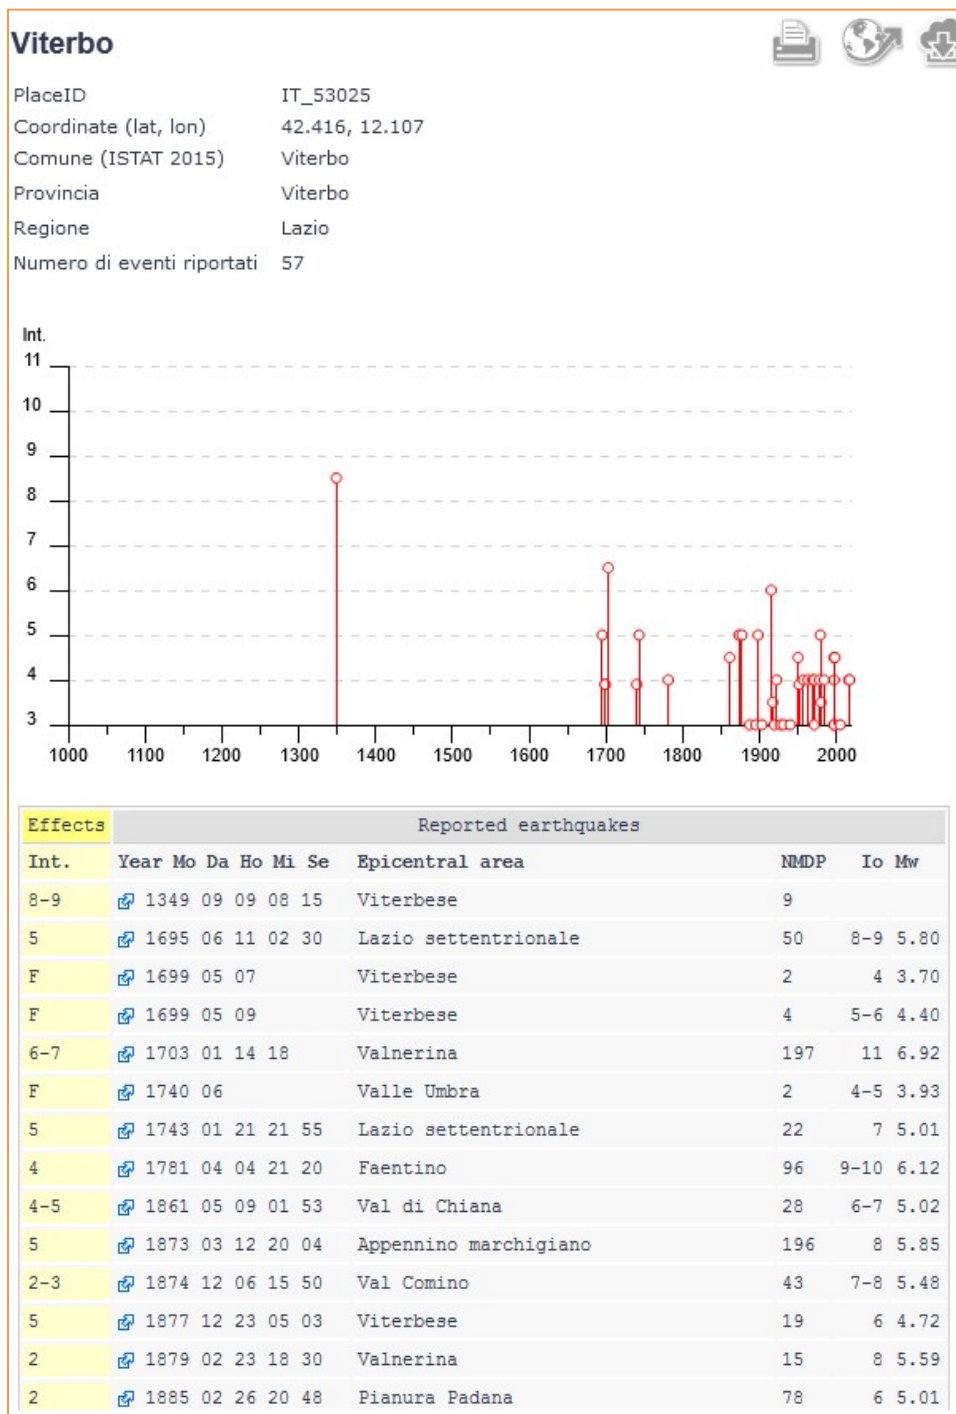 Viterbo
PlaceID IT_53025
Coordinate (lat, lon) 42.416, 12.107
Comune (ISTAT 2015) Viterbo
Provincia Viterbo
Regione Lazio
Numero di eventi riportati 57
Int.
11
10
9
8
7
6
5
4
3
1000 1100 1200 1300 1400 1500 1600 1700 1800 1900 2000
Effects Reported earthquakes
Int. Year Mo Da Ho Mi Se Epicentral area NMDP Io Mw
8-9 1349 09 09 08 15 Viterbese 9
5 1695 06 11 02 30 Lazio settentrionale 50 8-9 5.80
F 1699 05 07 Viterbese 2 4 3.70
F 1699 05 09 Viterbese 4 5-6 4.40
6-7 1703 01 14 18 Valnerina 197 11 6.92
F 1740 06 Valle Umbra 2 4-5 3.93
5 1743 01 21 21 55 Lazio settentrionale 22 7 5.01
4 1781 04 04 21 20 Faentino 96 9-10 6.12
4-5 1861 05 09 01 53 Val di Chiana 28 6-7 5.02
5 1873 03 12 20 04 Appennino marchigiano 196 8 5.85
2-3 1874 12 06 15 50 Val Comino 43 7-8 5.48
5 1877 12 23 05 03 Viterbese 19 6 4.72
2 1879 02 23 18 30 Valnerina 15 8 5.59
2 1885 02 26 20 48 Pianura Padana 78 6 5.01